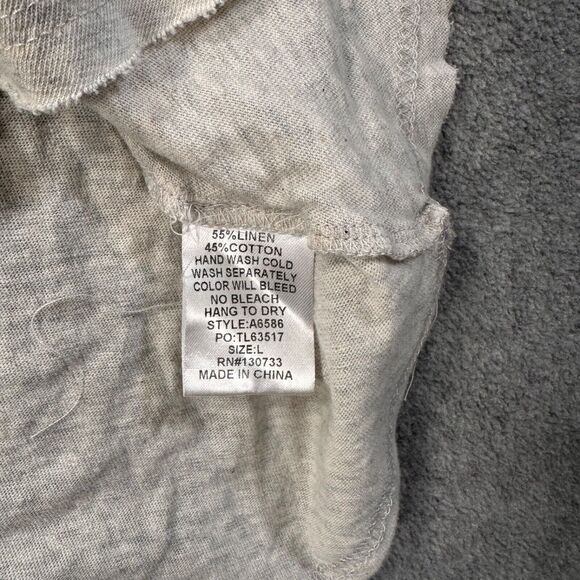 55%LINEN
45%COTTON
HAND WASH COLD
WASH SEPARATELY
COLOR WILL BLEED
NO BLEACH
HANG TO DRY
STYLE:A6586
PO:TL63517
SIZE:L
RN#130733
MADE IN CHINA